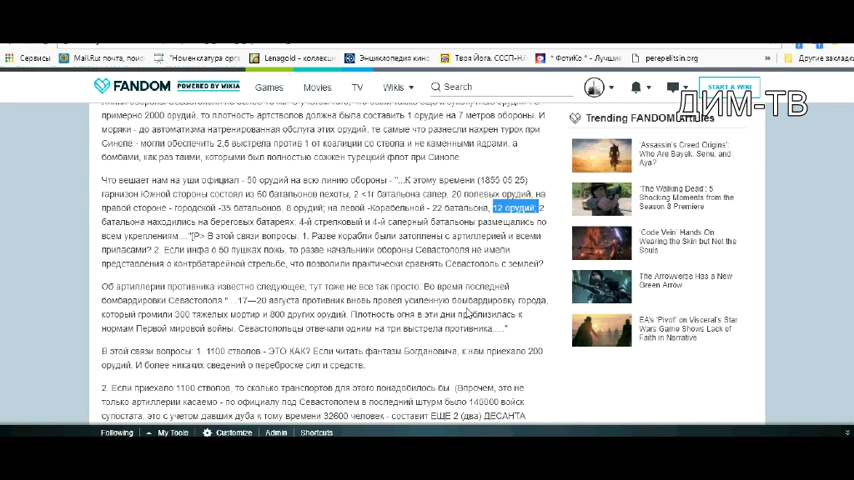 Сервисы
Mail.Ru: почта, поиск
"Номенклатура орга
Lenagold - коллекци
Энциклопедия кино
Твоя Йога. СССП-НА
* ФотиКо * - Лучшие
perepelitsin.org
»
Другие закладки
FANDOM POWERED BY WIKIA
Games Movies TV Wikis Search
START A WIKI
ДИМ-ТВ
примерно 2000 орудий, то плотность артстволов должна была составить 1 орудие на 7 метров обороны. И
моряки - до автоматизма натренированная обслуга этих орудий, те самые что разнесли нахрен турок при
Синопе - могли обеспечить 2,5 выстрела против 1 от коалиции со ствола и не каменными ядрами, а
бомбами, как раз таими, которыми был полностью сожжен турецкий флот при Синопе.
Что вещает нам на уши официал - 50 орудий на всю линию обороны - "...К этому времени (1855 05 25)
гарнизон Южной стороны состоял из 60 батальонов пехоты, 2 <1г батальона сапер, 20 полевых орудий, на
правой стороне - городской -35 батальонов, 8 орудий; на левой -Корабельной - 22 батальона, 12 орудий; 2
батальона находились на береговых батареях; 4-й стрелковый и 4-й саперный батальоны размещались по
всем укреплениям...."[P> В этой связи вопросы: 1. Разве корабли были затоплены с артиллерией и всеми
припасами? 2. Если инфа о 50 пушках ложь, то разве начальники обороны Севастополя не имели
представления о контрбатарейной стрельбе, что позволили практически сравнять Севастополь с землей?
Об артиллерии противника известно следующее, тут тоже не все так просто: Во время последней
бомбардировки Севастополя "....17—20 августа противник вновь провел усиленную бомбардировку города,
который громили 300 тяжелых мортир и 800 других орудий. Плотность огня в эти дни приблизилась к
нормам Первой мировой войны. Севастопольцы отвечали одним на три выстрела противника....."
В этой связи вопросы: 1. 1100 стволов - ЭТО КАК? Если читать фантазм Богдановича, к нам приехало 200
орудий. И более никаких сведений о переброске сил и средств.
2. Если приехало 1100 стволов, то сколько транспортов для этого понадобилось бы. (Впрочем, это не
только артиллерии касаемо - по официалу под Севастополем в последний штурм было 140000 войск
супостата, это с учетом давших дуба к тому времени 32600 человек - составит ЕЩЕ 2 (два) ДЕСАНТА
Trending FANDOM Articles
'Assassin's Creed Origins':
Who Are Bayek, Senu, and
Aya?
'The Walking Dead': 5
Shocking Moments from the
Season 8 Premiere
'Code Vein' Hands On:
Wearing the Skin but Not the
Souls
The Arrowverse Has a New
Green Arrow
EA's 'Pivot' on Visceral's Star
Wars Game Shows Lack of
Faith in Narrative
Following My Tools Customize Admin Shortcuts